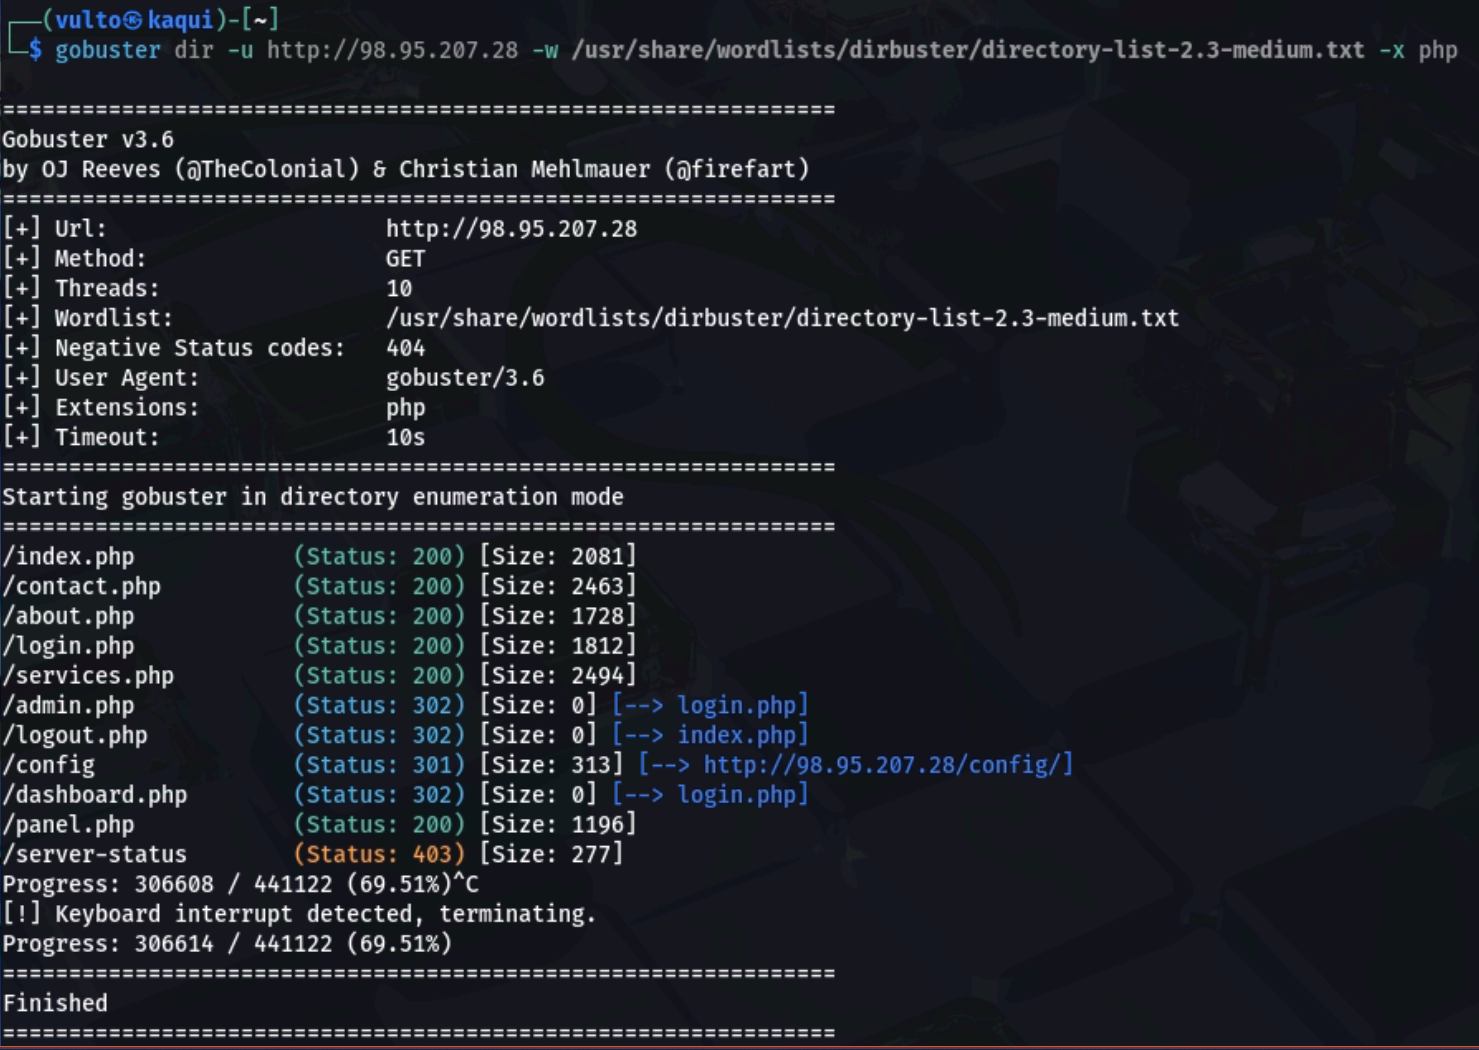 ┌──(vulto㉿kaqui)-[~]
└─$ gobuster dir -u http://98.95.207.28 -w /usr/share/wordlists/dirbuster/directory-list-2.3-medium.txt -x php
===============================================================
Gobuster v3.6
by OJ Reeves (@TheColonial) & Christian Mehlmauer (@firefart)
===============================================================
[+] Url:                     http://98.95.207.28
[+] Method:                  GET
[+] Threads:                 10
[+] Wordlist:                /usr/share/wordlists/dirbuster/directory-list-2.3-medium.txt
[+] Negative Status codes:   404
[+] User Agent:              gobuster/3.6
[+] Extensions:              php
[+] Timeout:                 10s
===============================================================
Starting gobuster in directory enumeration mode
===============================================================
/index.php            (Status: 200) [Size: 2081]
/contact.php          (Status: 200) [Size: 2463]
/about.php            (Status: 200) [Size: 1728]
/login.php            (Status: 200) [Size: 1812]
/services.php         (Status: 200) [Size: 2494]
/admin.php            (Status: 302) [Size: 0] [--> login.php]
/logout.php           (Status: 302) [Size: 0] [--> index.php]
/config               (Status: 301) [Size: 313] [--> http://98.95.207.28/config/]
/dashboard.php        (Status: 302) [Size: 0] [--> login.php]
/panel.php            (Status: 200) [Size: 1196]
/server-status        (Status: 403) [Size: 277]
Progress: 306608 / 441122 (69.51%)^C
[!] Keyboard interrupt detected, terminating.
Progress: 306614 / 441122 (69.51%)
===============================================================
Finished
===============================================================